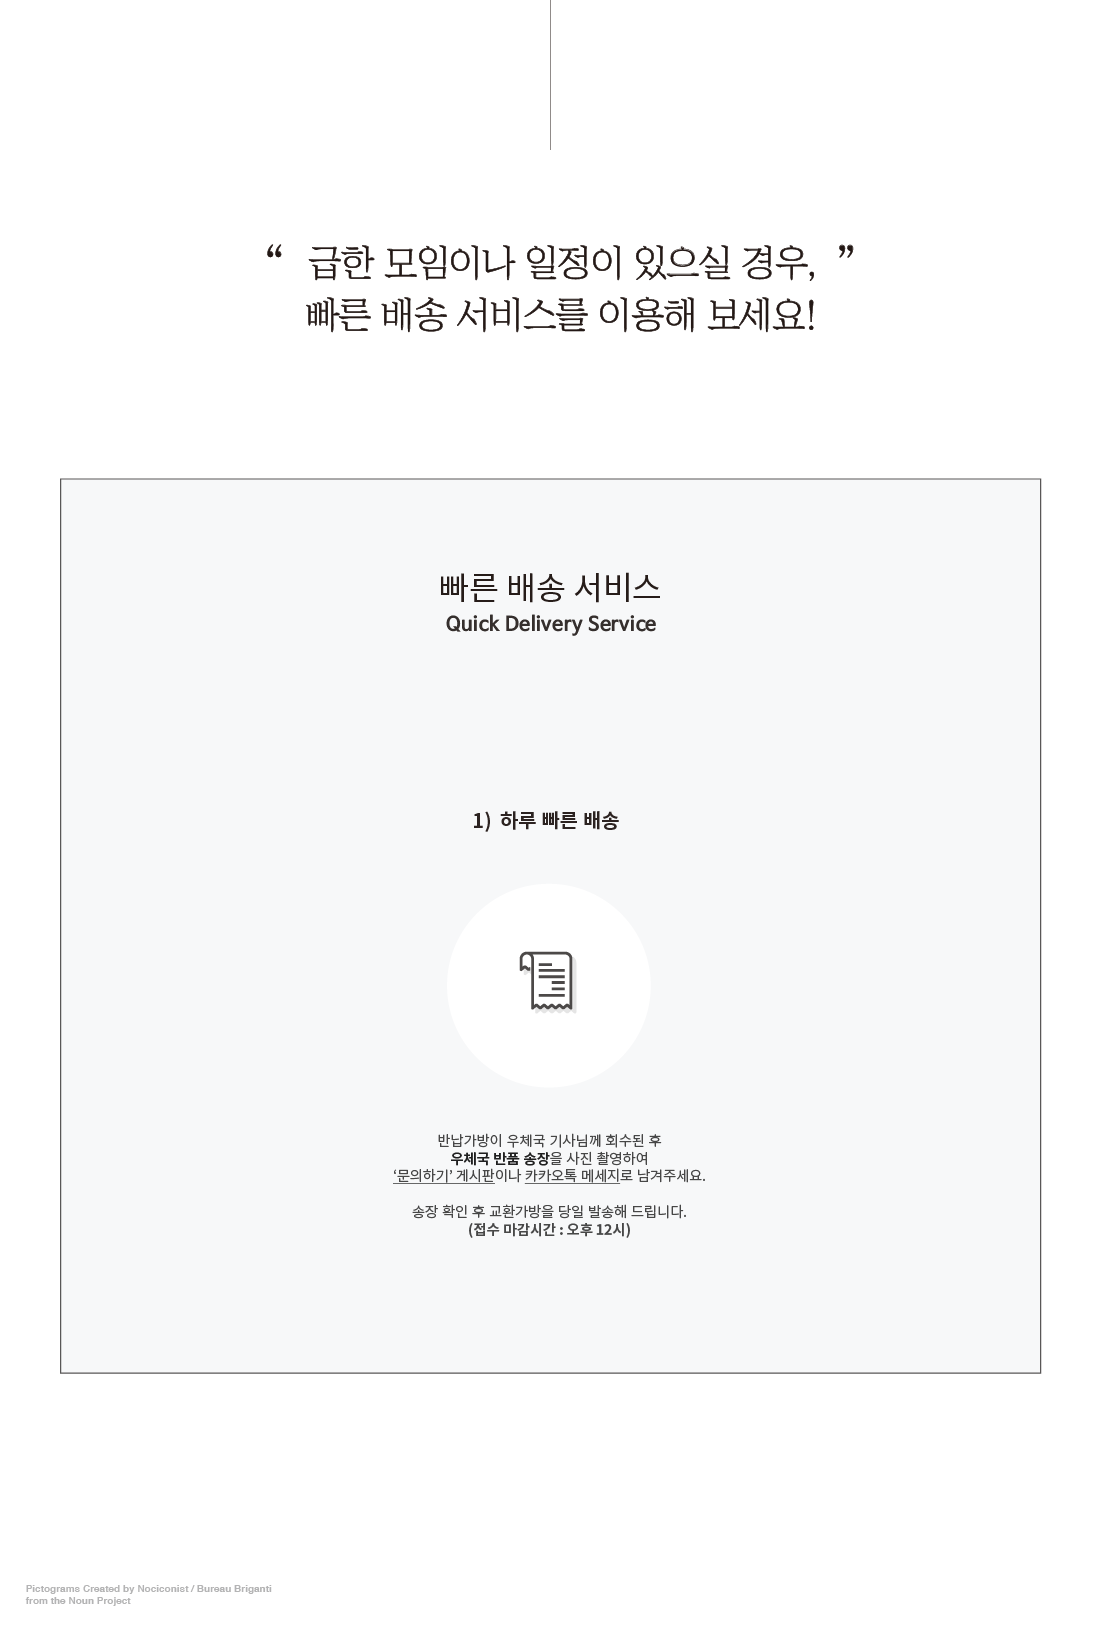 “ 급한 모임이나 일정이 있으실 경우, ”
빠른 배송 서비스를 이용해 보세요!
빠른 배송 서비스
Quick Delivery Service
1) 하루 빠른 배송
반납가방이 우체국 기사님께 회수된 후
우체국 반품 송장을 사진 촬영하여
‘문의하기’ 게시판이나 카카오톡 메세지로 남겨주세요.
송장 확인 후 교환가방을 당일 발송해 드립니다.
(접수 마감시간 : 오후 12시)
Pictograms Created by Nociconist / Bureau Briganti
from the Noun Project